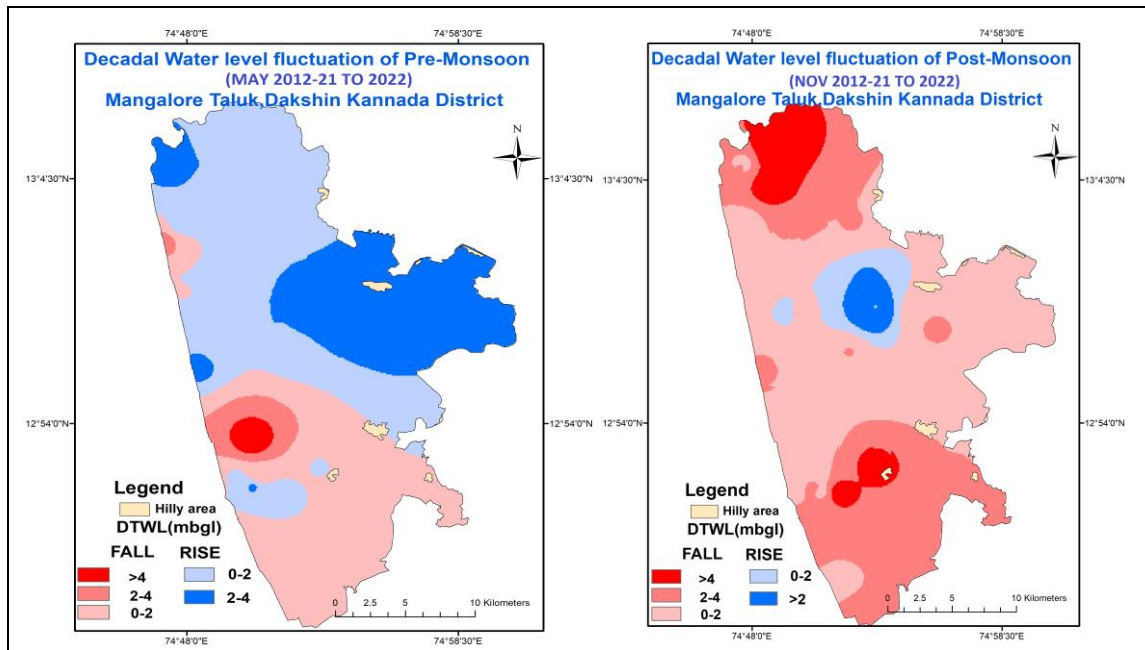 74°48'0"E
74°58'30"E
Decadal Water level fluctuation of Pre-Monsoon
(MAY 2012-21 TO 2022)
Mangalore Taluk,Dakshin Kannada District
N
13°4'30"N
12°54'0"N
Legend
Hilly area
DTWL(mbgl)
FALL
RISE
>4
0-2
2-4
2-4
0-2
0 2.5 5 10 Kilometers
74°48'0"E
74°58'30"E
74°48'0"E
74°58'30"E
Decadal Water level fluctuation of Post-Monsoon
(NOV 2012-21 TO 2022)
Mangalore Taluk,Dakshin Kannada District
N
13°4'30"N
13°4'30"N
12°54'0"N
12°54'0"N
Legend
Hilly area
DTWL(mbgl)
FALL
RISE
>4
0-2
2-4
>2
0-2
0 2.5 5 10 Kilometers
74°48'0"E
74°58'30"E